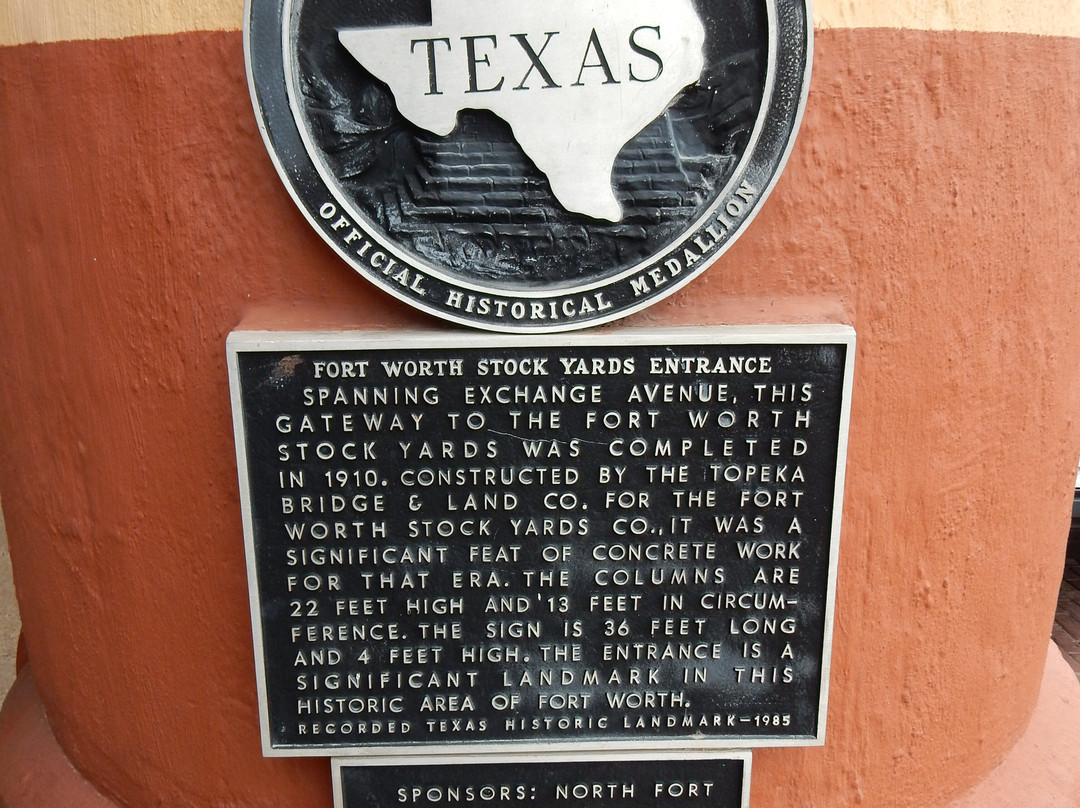 TEXAS
OFFICIAL HISTORICAL MEDALLION
FORT WORTH STOCK YARDS ENTRANCE
SPANNING EXCHANGE AVENUE, THIS
GATEWAY TO THE FORT WORTH
STOCK YARDS WAS COMPLETED
IN 1910. CONSTRUCTED BY THE TOPEKA
BRIDGE & LAND CO. FOR THE FORT
WORTH STOCK YARDS CO., IT WAS A
SIGNIFICANT FEAT OF CONCRETE WORK
FOR THAT ERA. THE COLUMNS ARE
22 FEET HIGH AND 13 FEET IN CIRCUM-
FERENCE. THE SIGN IS 36 FEET LONG
AND 4 FEET HIGH. THE ENTRANCE IS A
SIGNIFICANT LANDMARK IN THIS
HISTORIC AREA OF FORT WORTH.
RECORDED TEXAS HISTORIC LANDMARK-1985
SPONSORS: NORTH FORT